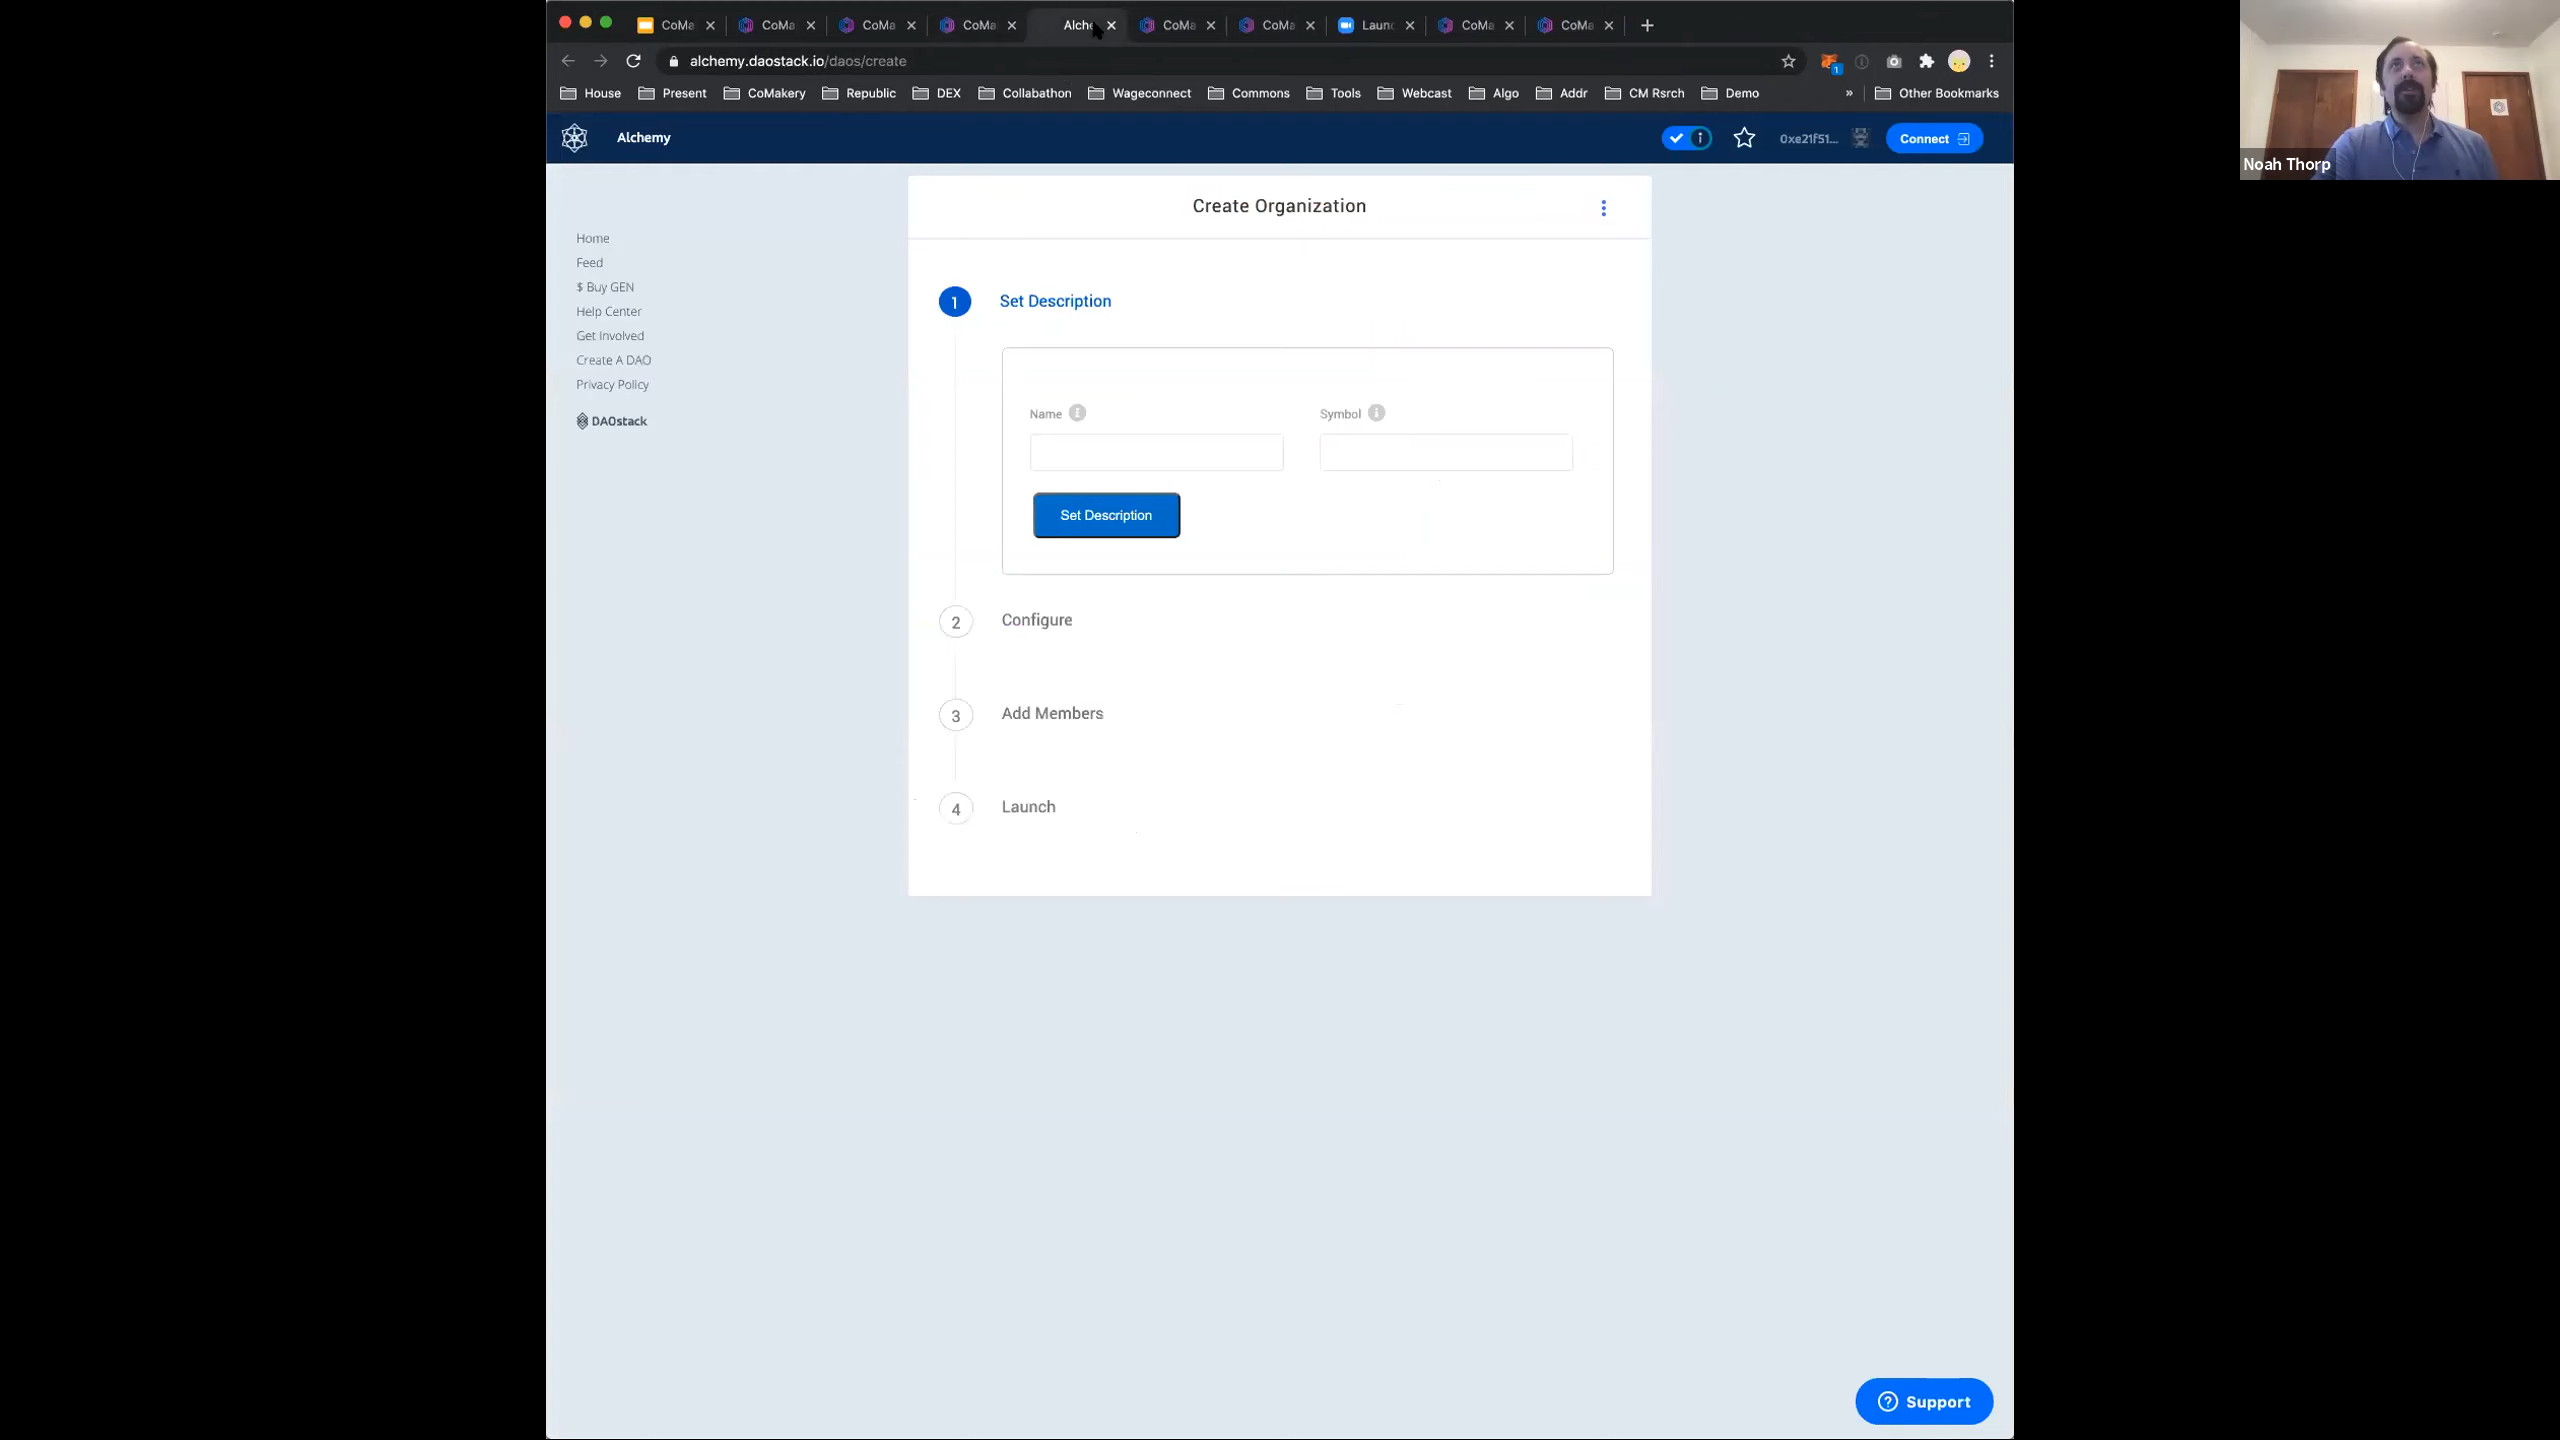 CoMa CoMa CoMa CoMa Alche CoMa CoMa Launc CoMa CoMa
alchemy.daostack.io/daos/create
1
House Present CoMakery Republic DEX Collabathon Wageconnect Commons Tools Webcast Algo Addr CM Rsrch Demo » Other Bookmarks
Alchemy 0xe21f51... Connect
Noah Thorp
Create Organization
Home
Feed
$ Buy GEN
Help Center
Get Involved
Create A DAO
Privacy Policy
DAOstack
1 Set Description
Name Symbol
Set Description
2 Configure
3 Add Members
4 Launch
Support